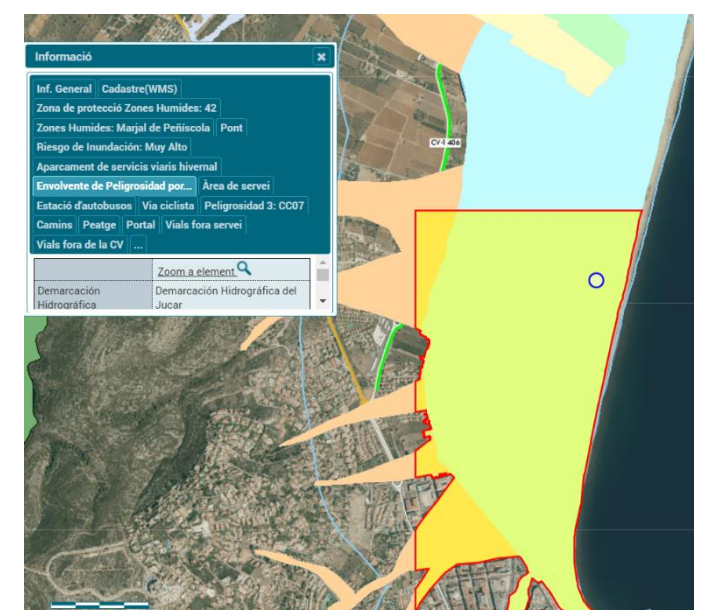 Informació
Inf. General Cadastre(WMS)
Zona de protecció Zones Humides: 42
Zones Humides: Marjal de Peñíscola Pont
Riesgo de Inundación: Muy Alto
Aparcament de servicis viaris hivernal
Envolvente de Peligrosidad por... Àrea de servei
Estació d'autobusos Via ciclista Peligrosidad 3: CC07
Camins Peatge Portal Vials fora servei
Vials fora de la CV ...
Zoom a element
Demarcación Hidrográfica Demarcación Hidrográfica del Jucar
CV-1406